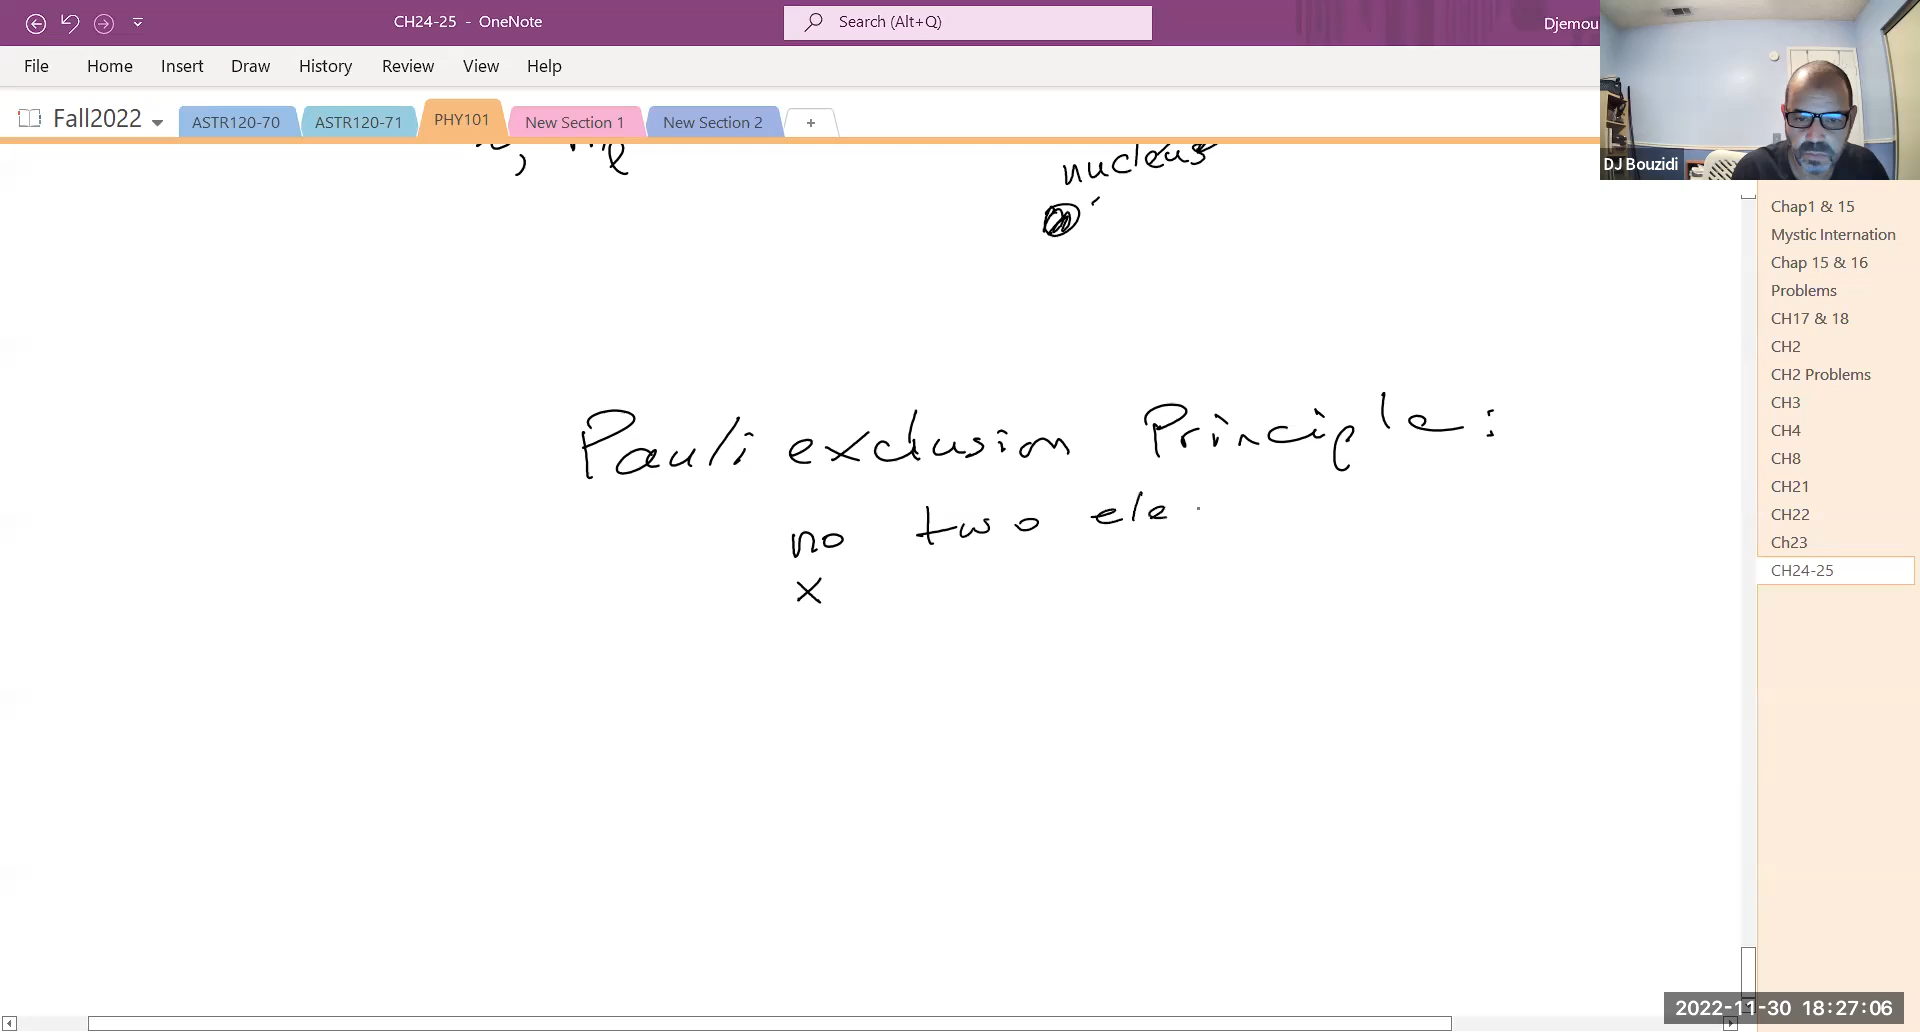 CH24-25 - OneNote
Search (Alt+Q)
Djemou
File Home Insert Draw History Review View Help
Fall2022
ASTR120-70
ASTR120-71
PHY101
New Section 1
New Section 2
+
DJ Bouzidi
nucleus
Pauli exclusion Principle:
no two ele
x
Chap1 & 15
Mystic Internation
Chap 15 & 16
Problems
CH17 & 18
CH2
CH2 Problems
CH3
CH4
CH8
CH21
CH22
Ch23
CH24-25
2022-11-30 18:27:06